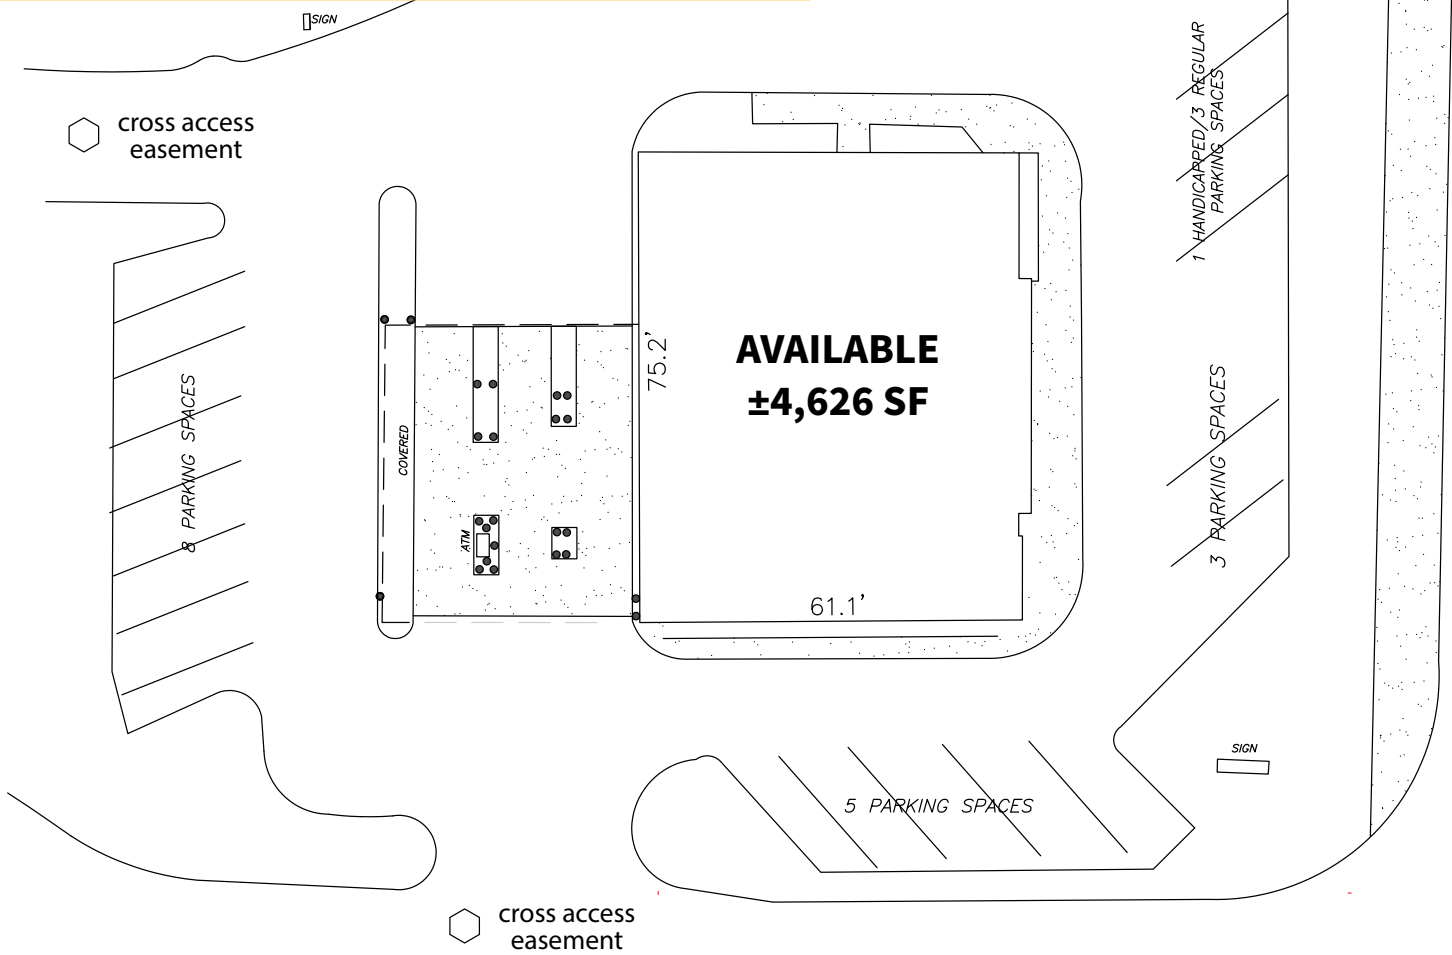 SIGN
cross access
easement
1 HANDICAPPED/3 REGULAR
PARKING SPACES
75.2'
AVAILABLE
±4,626 SF
8 PARKING SPACES
COVERED
3 PARKING SPACES
ATM
61.1'
SIGN
5 PARKING SPACES
cross access
easement